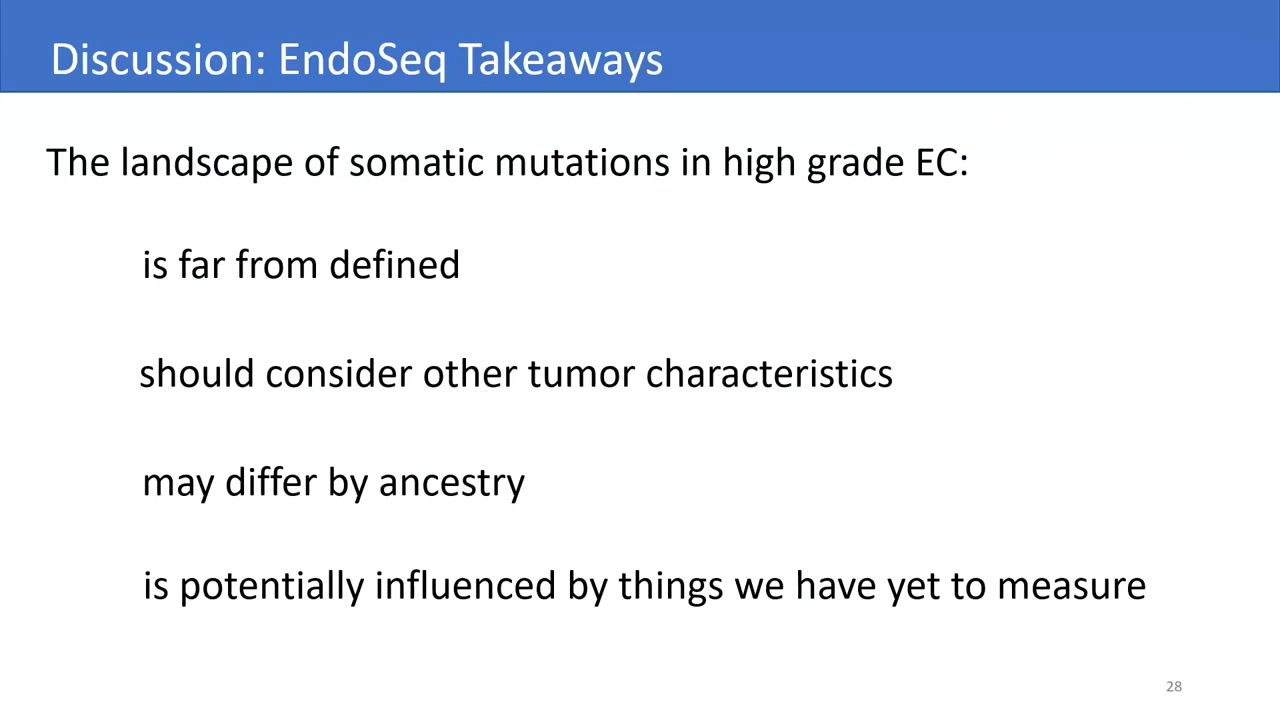 Discussion: EndoSeq Takeaways
The landscape of somatic mutations in high grade EC:
is far from defined
should consider other tumor characteristics
may differ by ancestry
is potentially influenced by things we have yet to measure
28